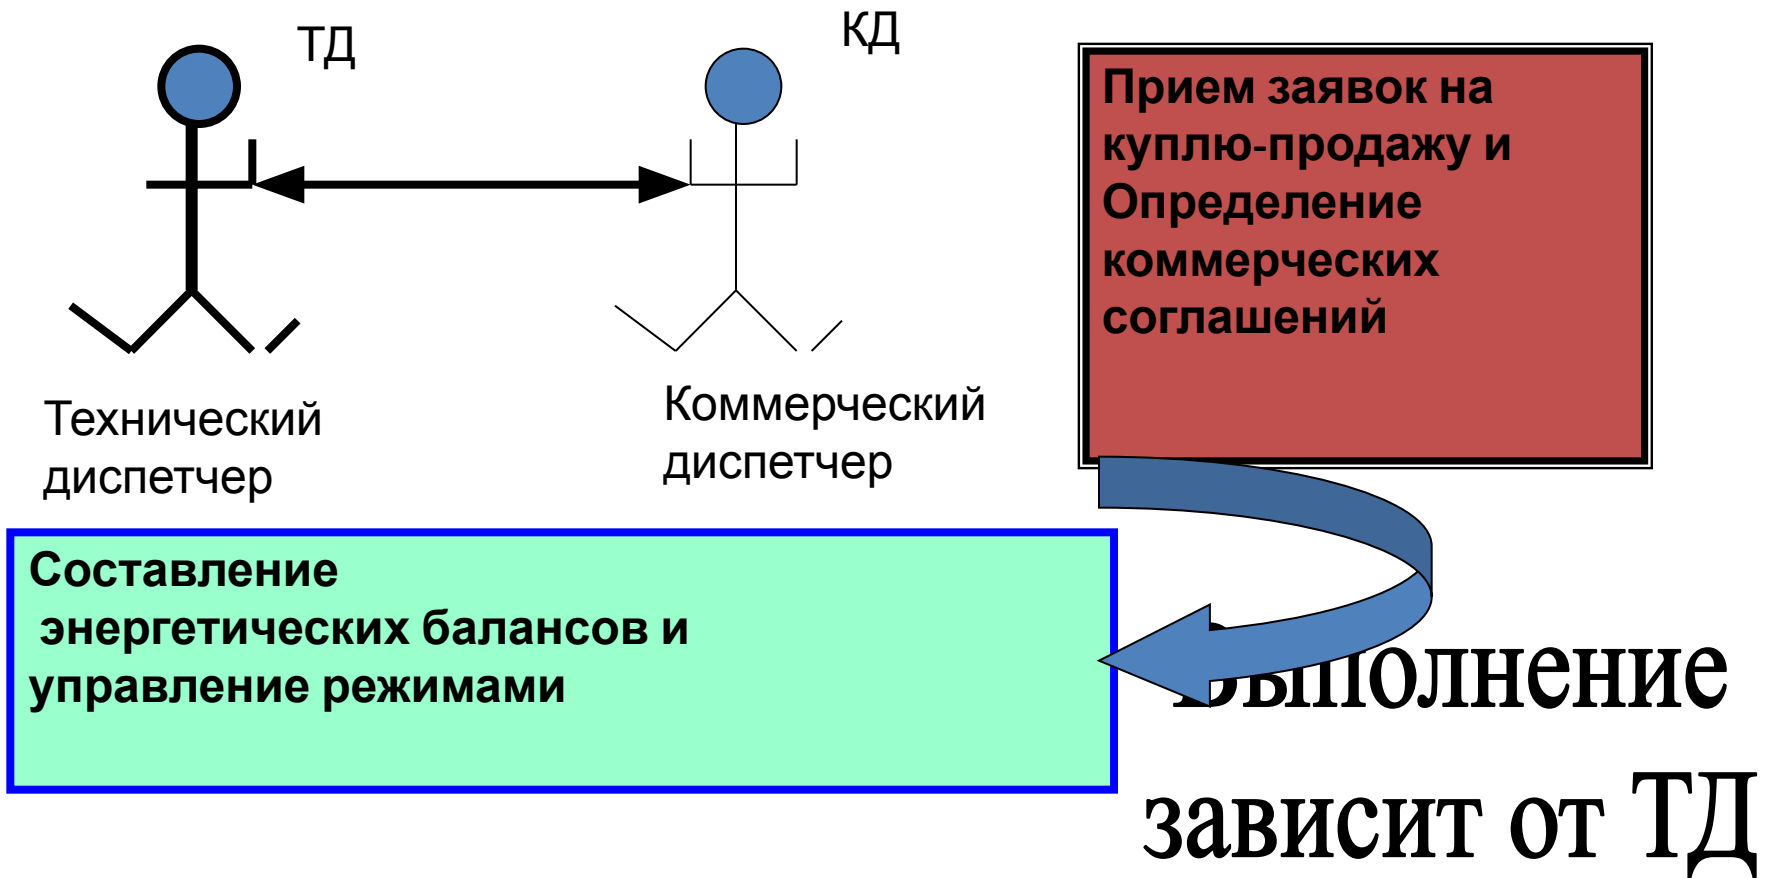 ТД
КД
Прием заявок на
куплю-продажу и
Определение
коммерческих
соглашений
Технический
диспетчер
Коммерческий
диспетчер
Составление
энергетических балансов и
управление режимами
Выполнение
зависит от ТД